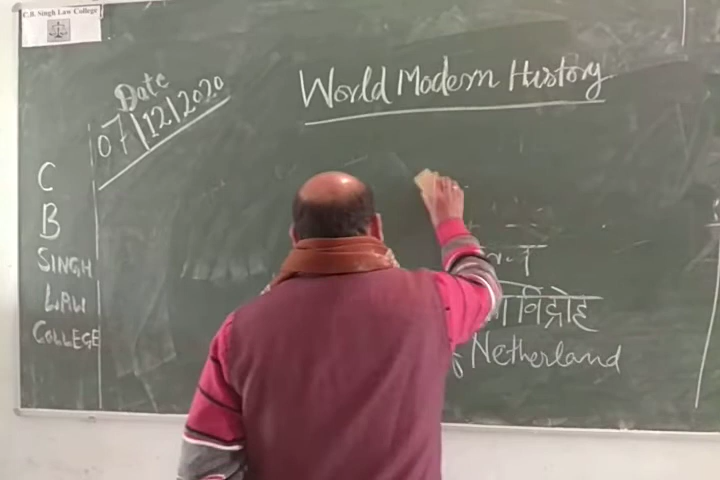 C.B. Singh Law College
Date
07/12/2020
World Modern History
C
B
SINGH
LAW
COLLEGE
विद्रोह
Netherland